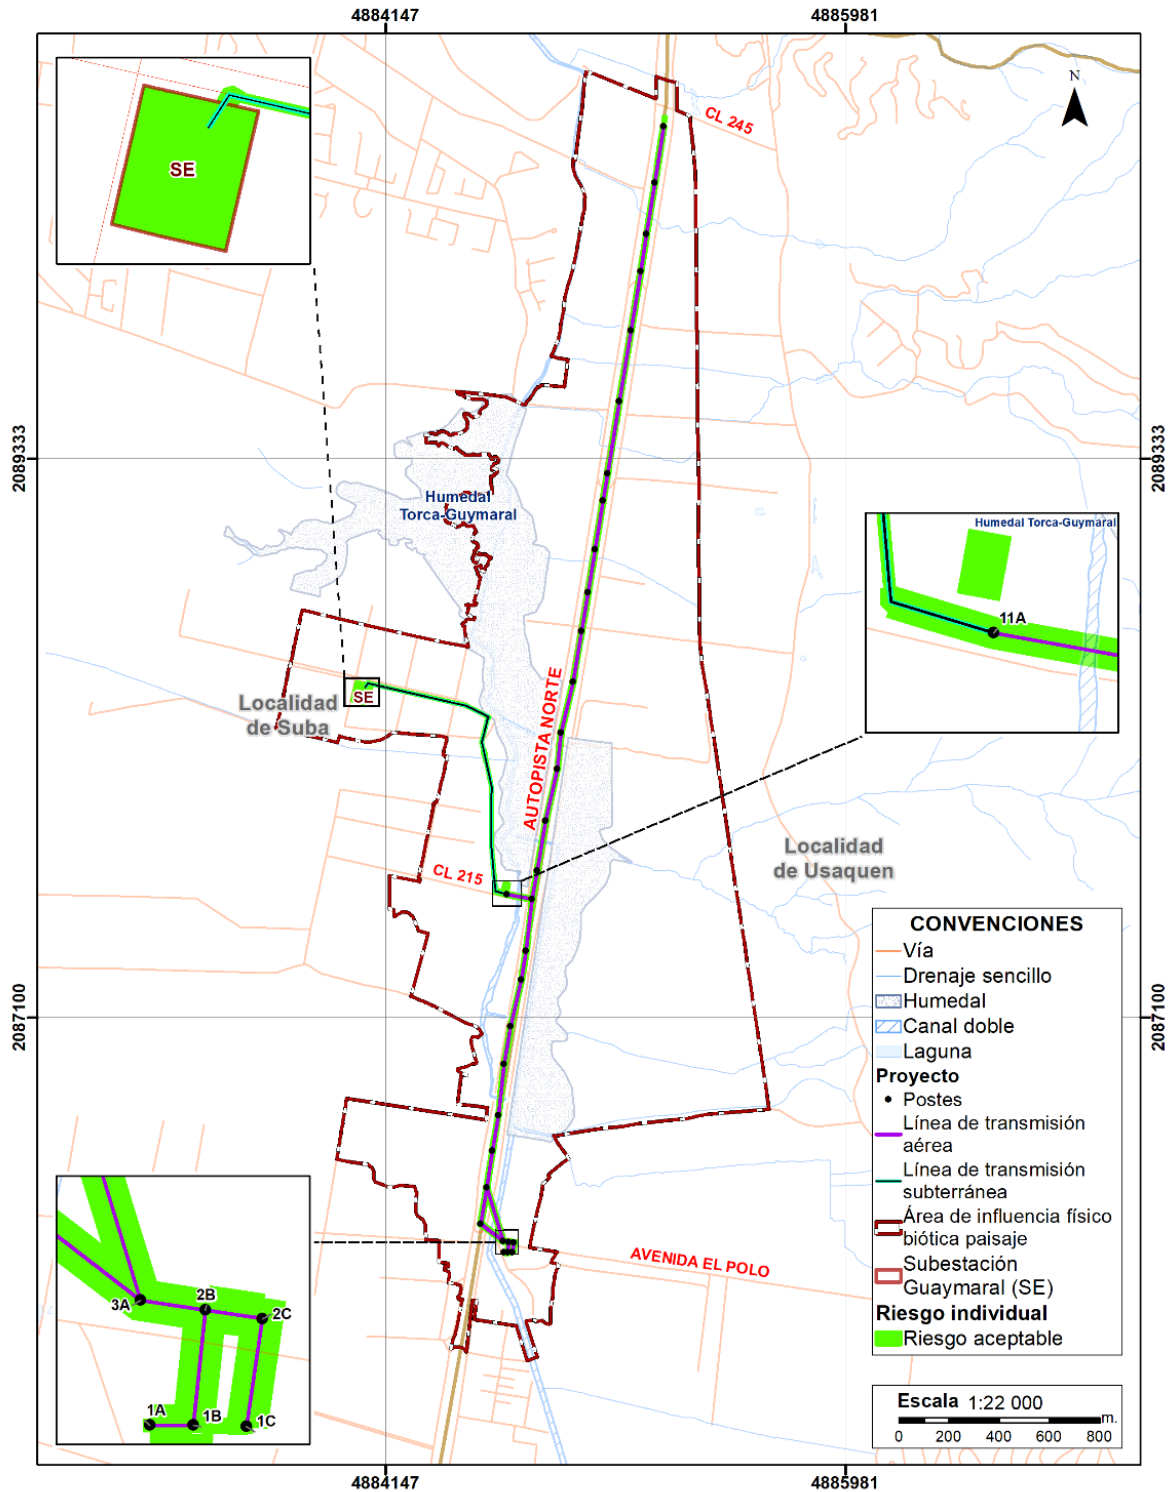 4884147
4885981
N
CL 245
SE
2089333
2089333
Humedal
Torca-Guymaral
Humedal Torca-Guymaral
11A
AUTOPISTA NORTE
SE
Localidad
de Suba
Localidad
de Usaquen
CL 215
2087100
2087100
CONVENCIONES
Vía
Drenaje sencillo
Humedal
Canal doble
Laguna
Proyecto
Postes
Línea de transmisión
aérea
Línea de transmisión
subterránea
Área de influencia físico
biótica paisaje
Subestación
Guaymaral (SE)
Riesgo individual
Riesgo aceptable
AVENIDA EL POLO
3A
2B
2C
1A
1B
1C
Escala 1:22 000
m.
0 200 400 600 800
4884147
4885981